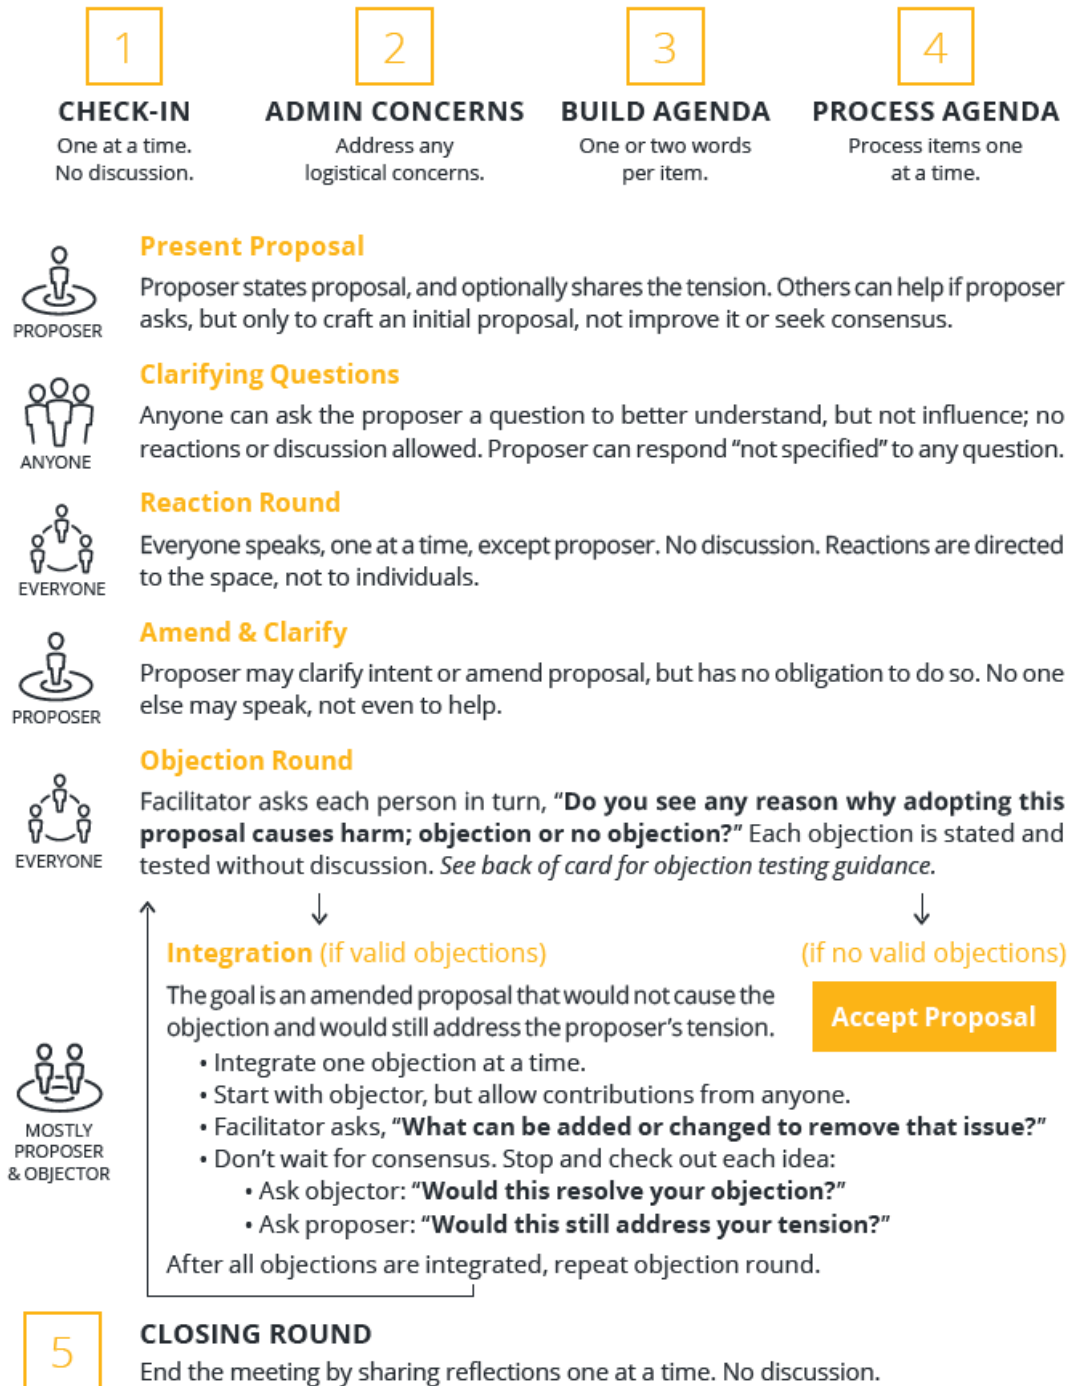 1
CHECK-IN
One at a time.
No discussion.
2
ADMIN CONCERNS
Address any
logistical concerns.
3
BUILD AGENDA
One or two words
per item.
4
PROCESS AGENDA
Process items one
at a time.
PROPOSER
Present Proposal
Proposer states proposal, and optionally shares the tension. Others can help if proposer
asks, but only to craft an initial proposal, not improve it or seek consensus.
ANYONE
Clarifying Questions
Anyone can ask the proposer a question to better understand, but not influence; no
reactions or discussion allowed. Proposer can respond “not specified” to any question.
EVERYONE
Reaction Round
Everyone speaks, one at a time, except proposer. No discussion. Reactions are directed
to the space, not to individuals.
PROPOSER
Amend & Clarify
Proposer may clarify intent or amend proposal, but has no obligation to do so. No one
else may speak, not even to help.
EVERYONE
Objection Round
Facilitator asks each person in turn, “Do you see any reason why adopting this
proposal causes harm; objection or no objection?” Each objection is stated and
tested without discussion. See back of card for objection testing guidance.
MOSTLY
PROPOSER
& OBJECTOR
Integration (if valid objections)
The goal is an amended proposal that would not cause the
objection and would still address the proposer’s tension.
• Integrate one objection at a time.
• Start with objector, but allow contributions from anyone.
• Facilitator asks, “What can be added or changed to remove that issue?”
• Don’t wait for consensus. Stop and check out each idea:
• Ask objector: “Would this resolve your objection?”
• Ask proposer: “Would this still address your tension?”
After all objections are integrated, repeat objection round.
(if no valid objections)
Accept Proposal
5
CLOSING ROUND
End the meeting by sharing reflections one at a time. No discussion.